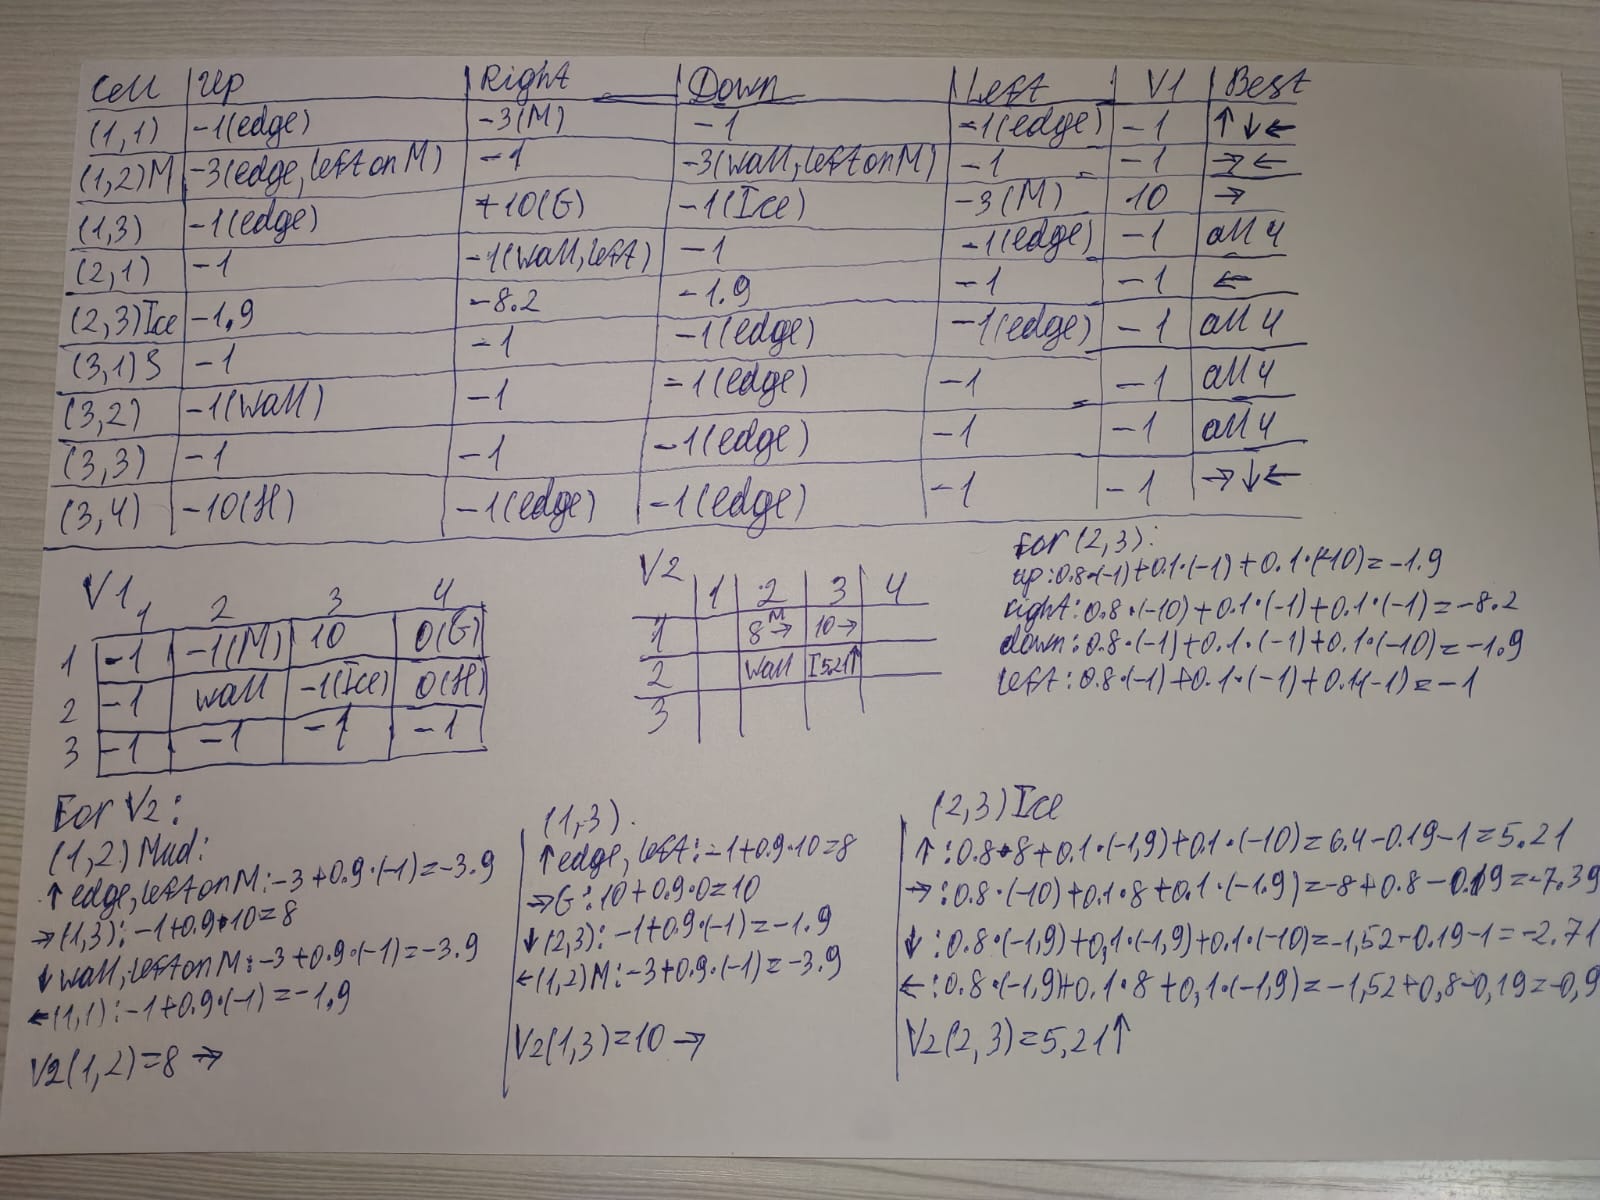 Cell Up Right Down Left V1 Best
(1,1) -1(edge) -3(M) -1 -1(edge) -1 ↑↓←
(1,2)M -3(edge,left on M) -1 -3(wall,left on M) -1 -1 →←
(1,3) -1(edge) +10(G) -1(Ice) -3(M) 10 →
(2,1) -1 -1(wall,left) -1 -1(edge) -1 all 4
(2,3)Ice -1.9 -8.2 -1.9 -1 -1 ←
(3,1)S -1 -1 -1(edge) -1(edge) -1 all 4
(3,2) -1(wall) -1 -1(edge) -1 -1 all 4
(3,3) -1 -1 -1(edge) -1 -1 all 4
(3,4) -10(H) -1(edge) -1(edge) -1 -1 →↓←
V1
1 2 3 4
1 -1 -1(M) 10 0(G)
2 -1 wall -1(Ice) 0(H)
3 -1 -1 -1 -1
V2
1 2 3 4
1 8 M → 10→
2 wall I 5.21↑
3
For (2,3):
up:0.8·(-1)+0.1·(-1)+0.1·(-10)=-1.9
right:0.8·(-10)+0.1·(-1)+0.1·(-1)=-8.2
down:0.8·(-1)+0.1·(-1)+0.1·(-10)=-1.9
left:0.8·(-1)+0.1·(-1)+0.1(-1)=-1
For V2:
(1,2) Mud:
↑ edge, left on M:-3+0.9·(-1)=-3.9
→(1,3):-1+0.9·10=8
↓ wall, left on M:-3+0.9·(-1)=-3.9
←(1,1):-1+0.9·(-1)=-1,9
V2(1,2)=8 →
(1,3).
↑ edge, left:-1+0.9·10=8
→G:10+0.9·0=10
↓(2,3):-1+0.9·(-1)=-1.9
←(1,2)M:-3+0.9·(-1)=-3.9
V2(1,3)=10 →
(2,3) Ice
↑:0.8·8+0.1·(-1,9)+0.1·(-10)=6.4-0.19-1=5.21
→:0.8·(-10)+0.1·8+0.1·(-1.9)=-8+0.8-0.19=-7.39
↓:0.8·(-1,9)+0,1·(-1,9)+0.1·(-10)=-1,52-0.19-1=-2.71
←:0.8·(-1,9)+0.1·8+0,1·(-1.9)=-1,52+0,8-0,19=-0,9
V2(2,3)=5,21↑